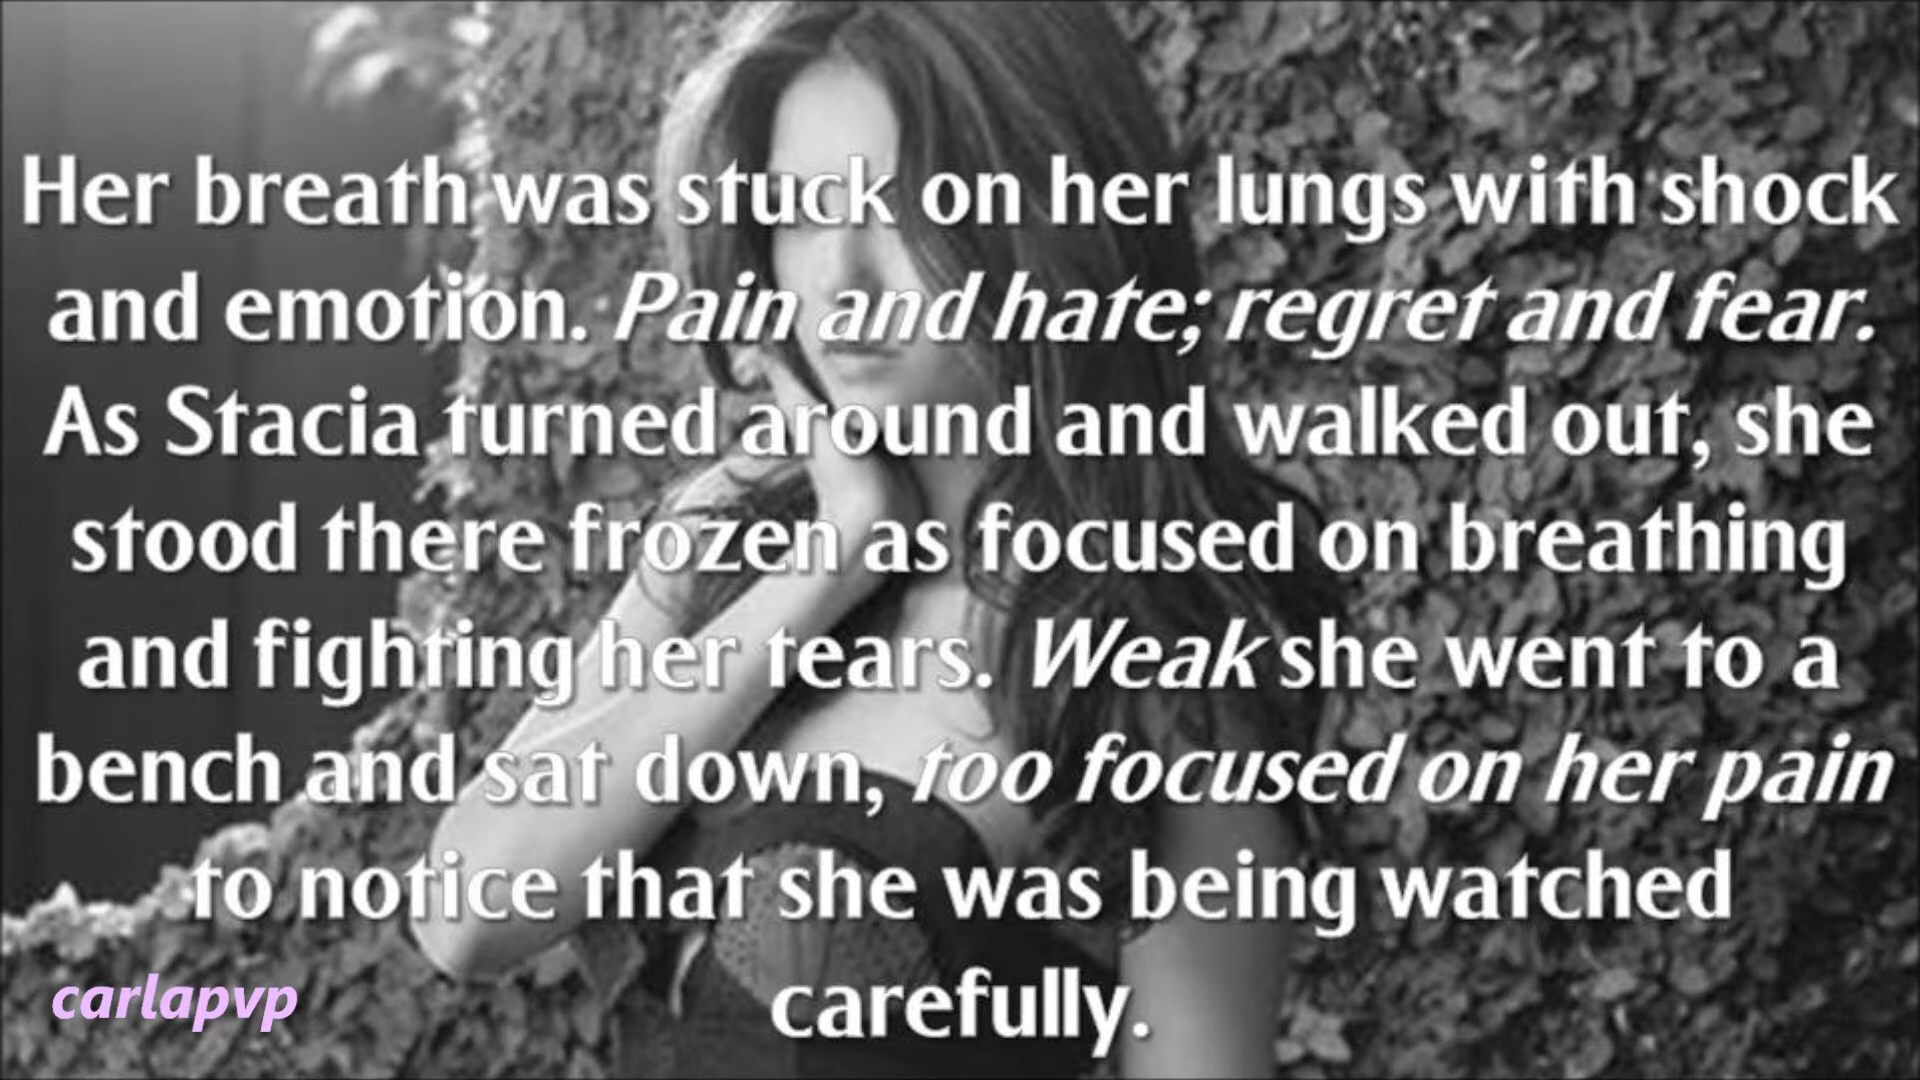 Her breath was stuck on her lungs with shock
and emotion. Pain and hate; regret and fear.
As Stacia turned around and walked out, she
stood there frozen as focused on breathing
and fighting her tears. Weak she went to a
bench and sat down, too focused on her pain
to notice that she was being watched
carefully.
carlapvp